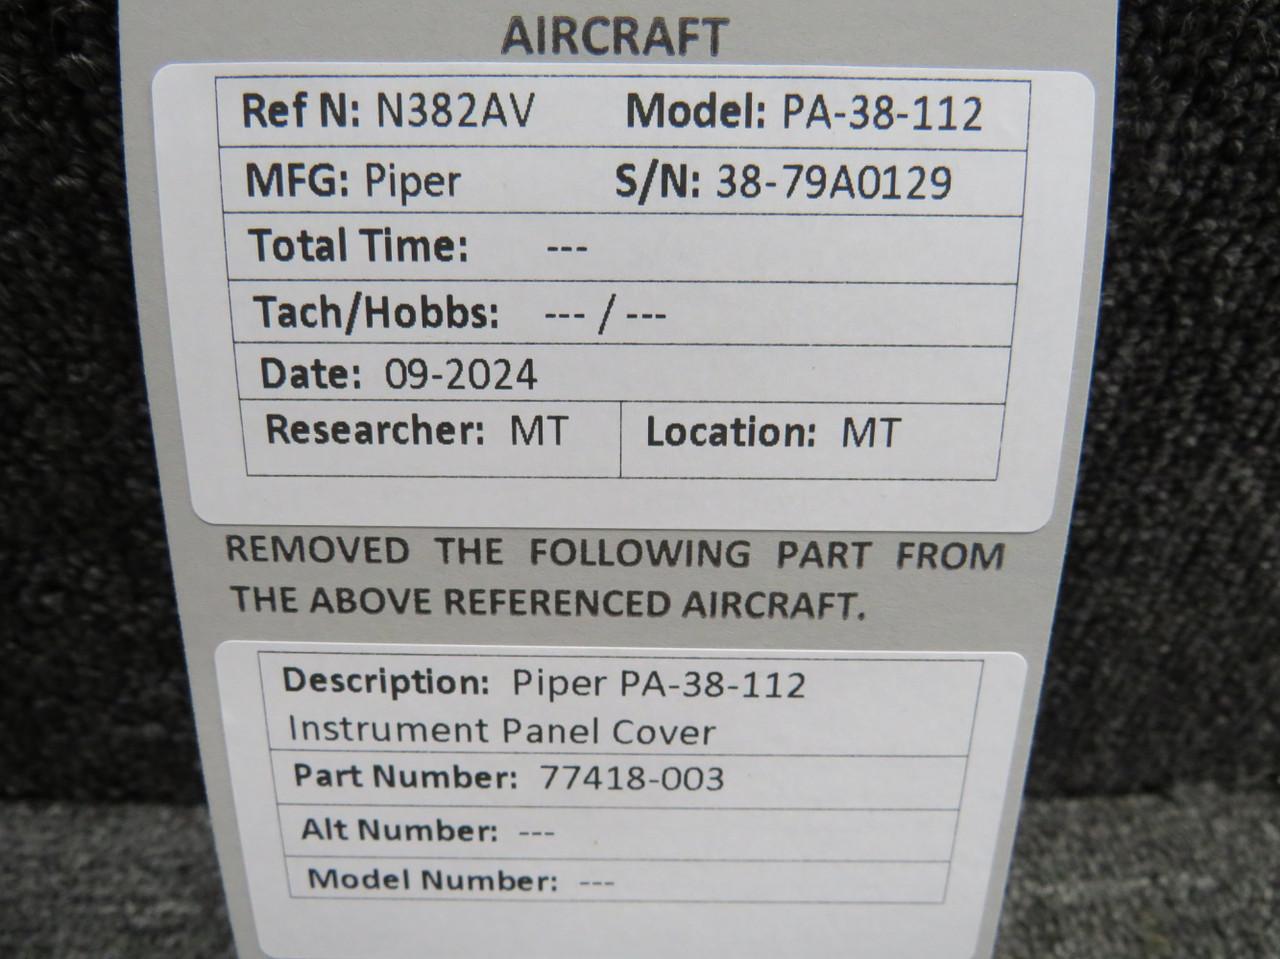 AIRCRAFT
Ref N: N382AV Model: PA-38-112
MFG: Piper S/N: 38-79A0129
Total Time: ---
Tach/Hobbs: --- / ---
Date: 09-2024
Researcher: MT Location: MT
REMOVED THE FOLLOWING PART FROM
THE ABOVE REFERENCED AIRCRAFT.
Description: Piper PA-38-112
Instrument Panel Cover
Part Number: 77418-003
Alt Number: ---
Model Number: ---